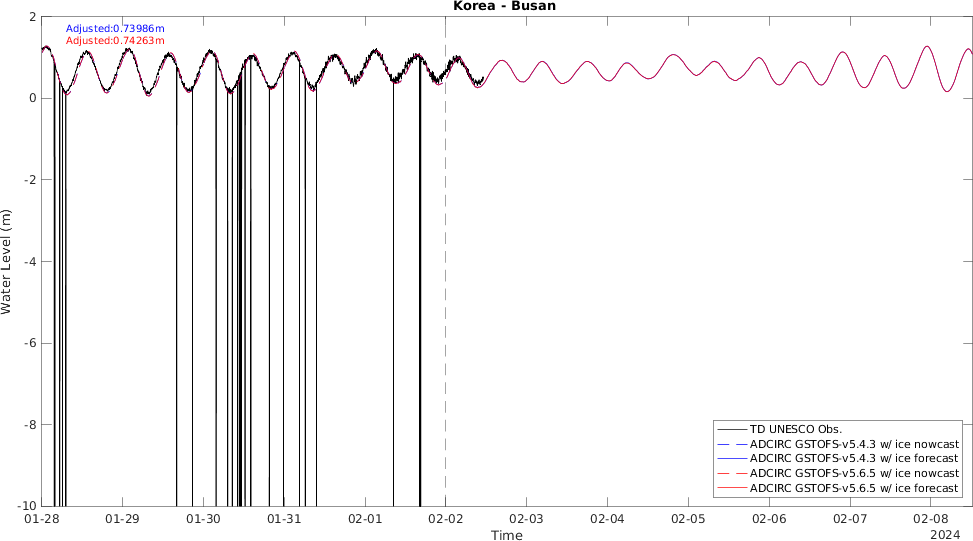 Korea - Busan
Adjusted:0.73986m
Adjusted:0.74263m
Water Level (m)
2
0
-2
-4
-6
-8
-10
01-28 01-29 01-30 01-31 02-01 02-02 02-03 02-04 02-05 02-06 02-07 02-08
2024
Time
TD UNESCO Obs.
ADCIRC GSTOFS-v5.4.3 w/ ice nowcast
ADCIRC GSTOFS-v5.4.3 w/ ice forecast
ADCIRC GSTOFS-v5.6.5 w/ ice nowcast
ADCIRC GSTOFS-v5.6.5 w/ ice forecast